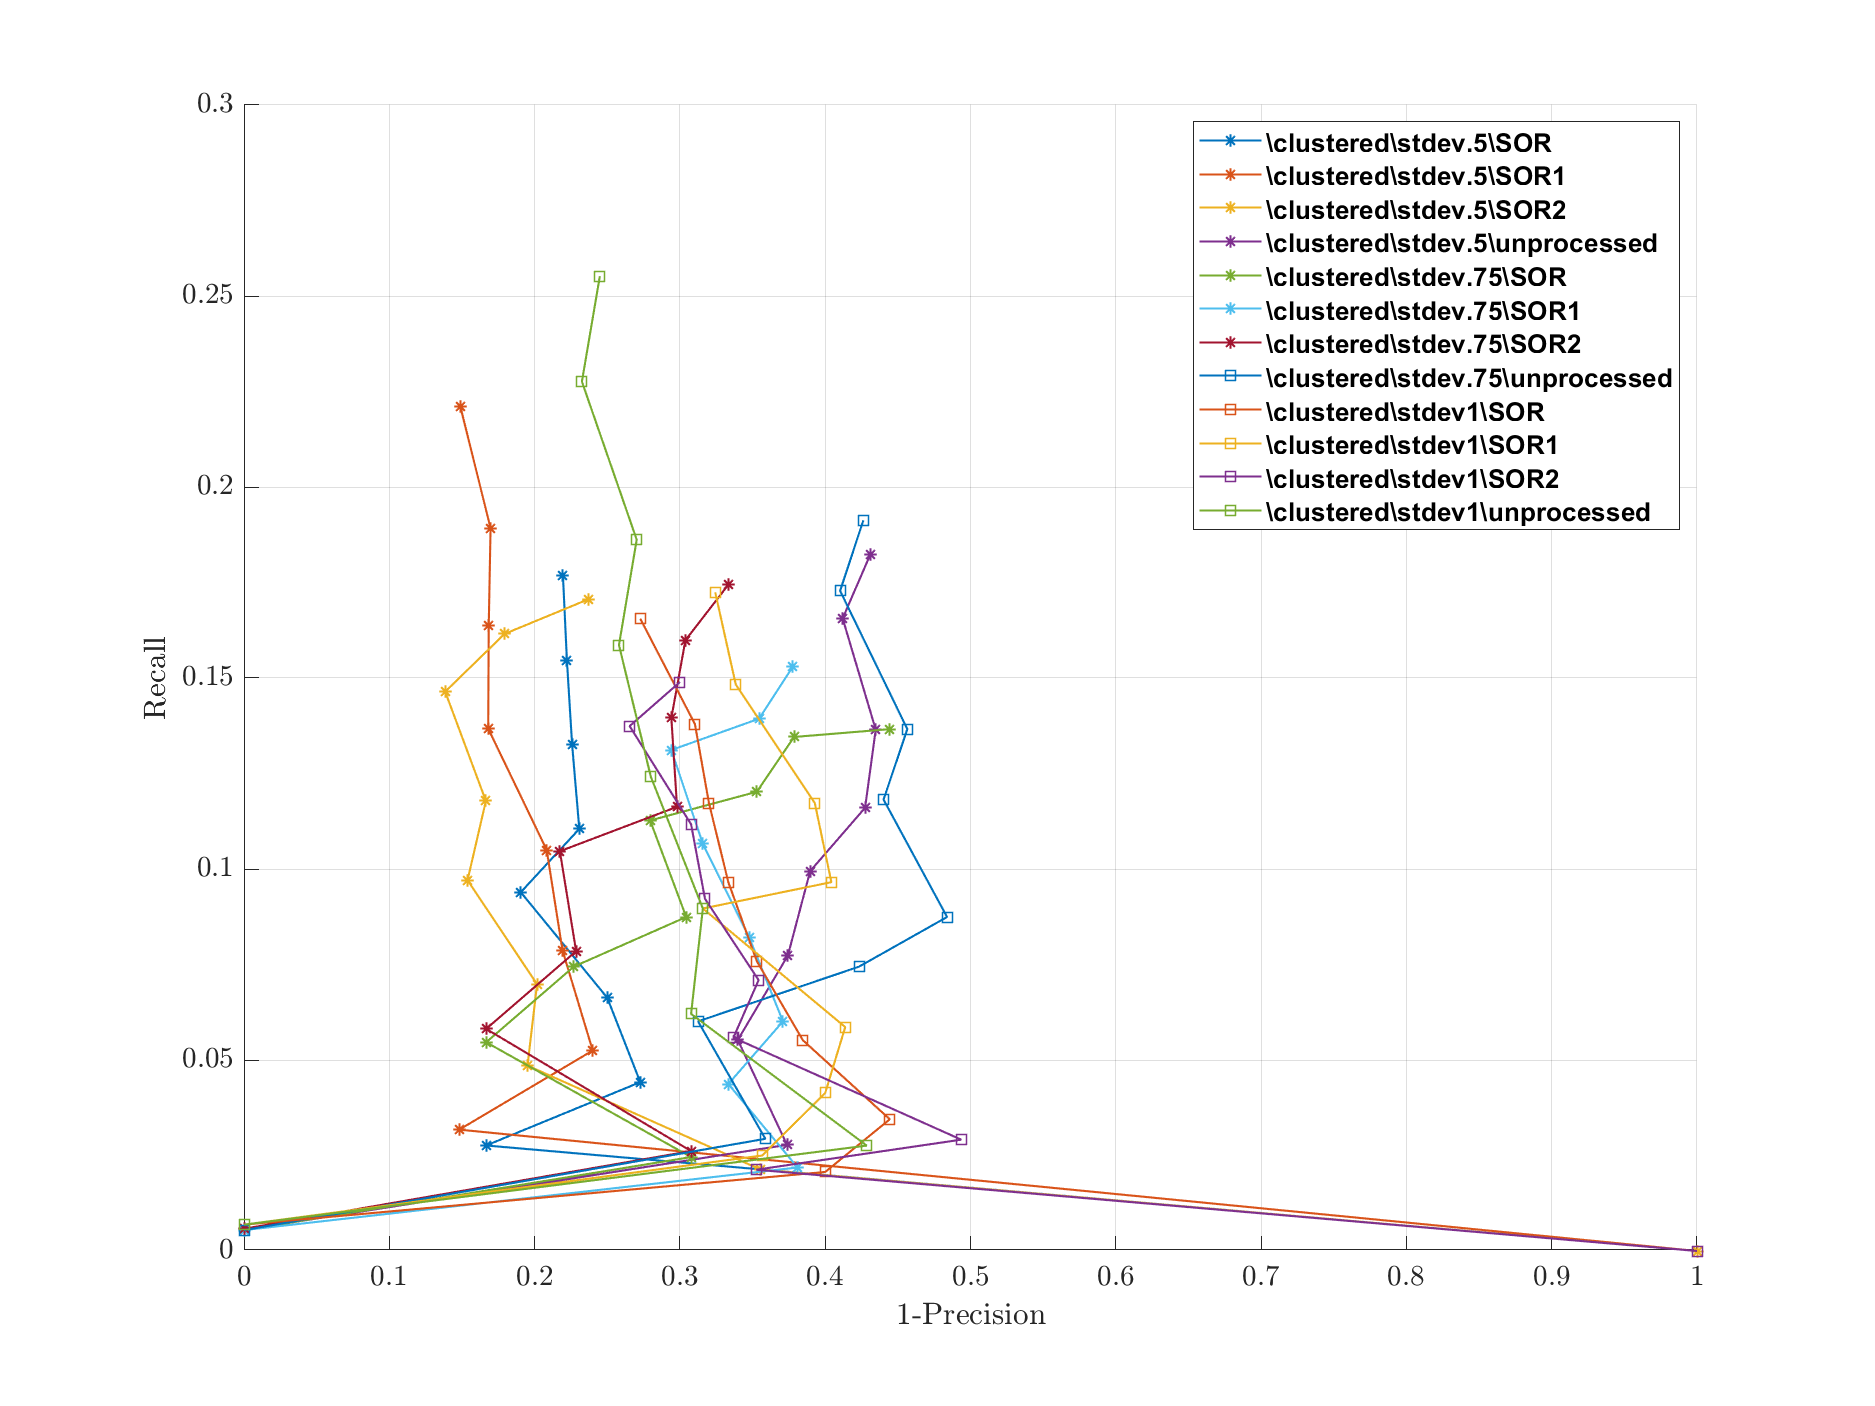 0.3
0.25
0.2
0.15
0.1
0.05
0
Recall
0 0.1 0.2 0.3 0.4 0.5 0.6 0.7 0.8 0.9 1
1-Precision
\clustered\stdev.5\SOR
\clustered\stdev.5\SOR1
\clustered\stdev.5\SOR2
\clustered\stdev.5\unprocessed
\clustered\stdev.75\SOR
\clustered\stdev.75\SOR1
\clustered\stdev.75\SOR2
\clustered\stdev.75\unprocessed
\clustered\stdev1\SOR
\clustered\stdev1\SOR1
\clustered\stdev1\SOR2
\clustered\stdev1\unprocessed